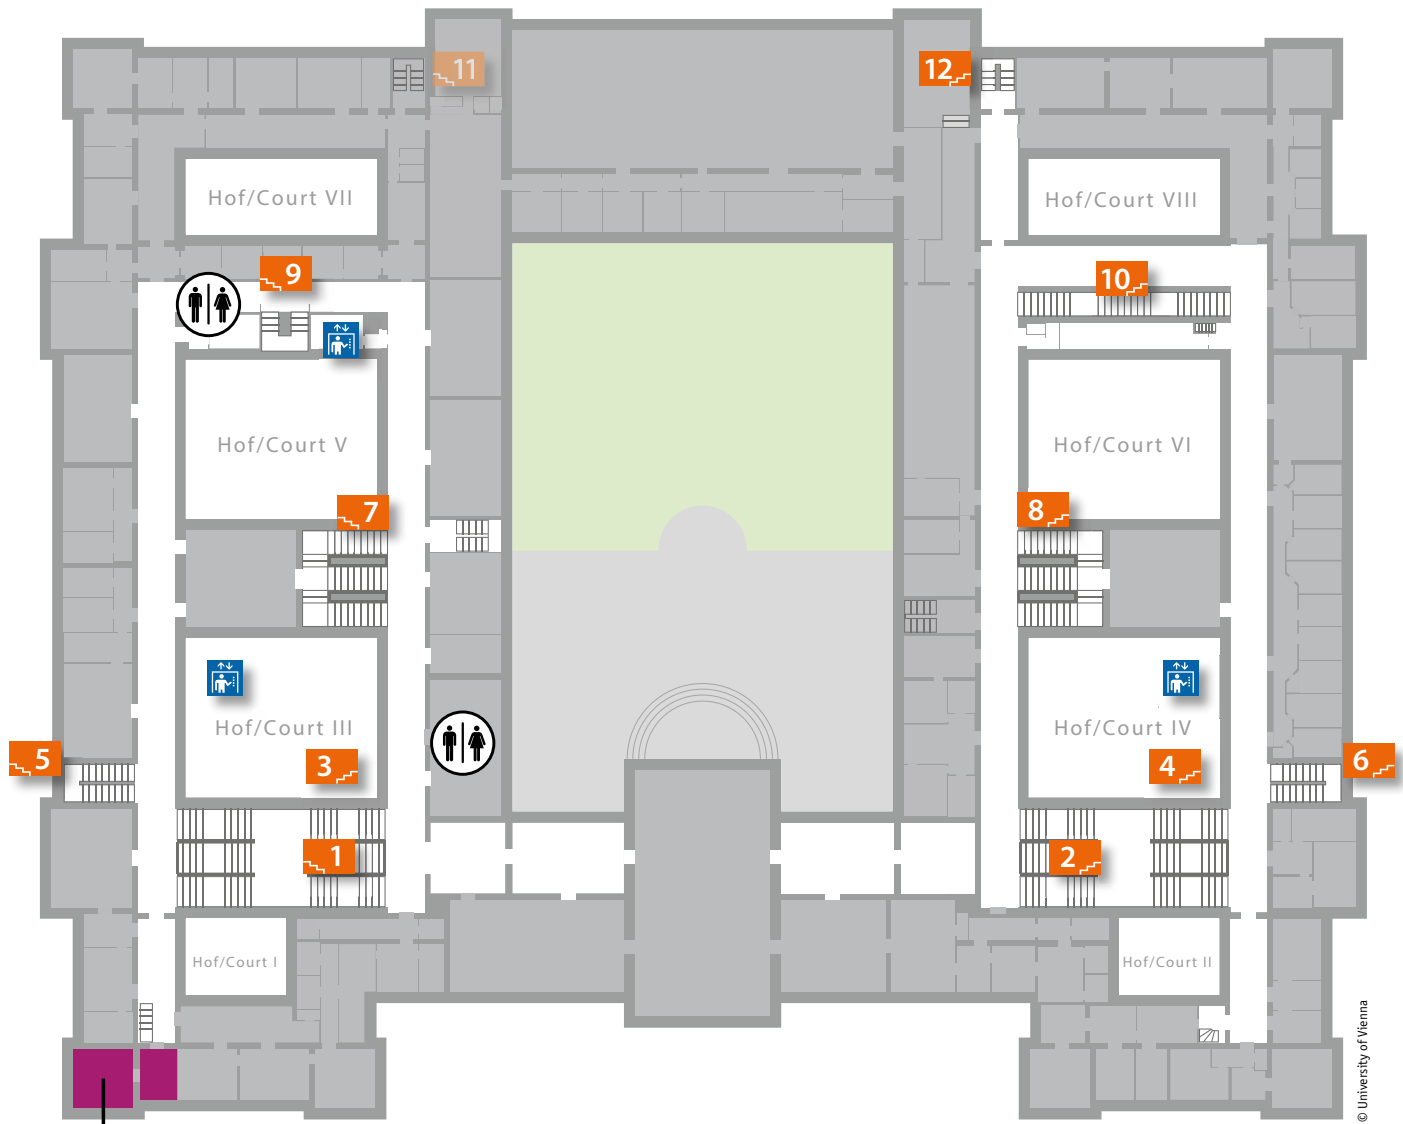 11
12
Hof/Court VII
Hof/Court VIII
9
10
Hof/Court V
Hof/Court VI
7
8
Hof/Court III
Hof/Court IV
5
3
4
6
1
2
Hof/Court I
Hof/Court II
© University of Vienna